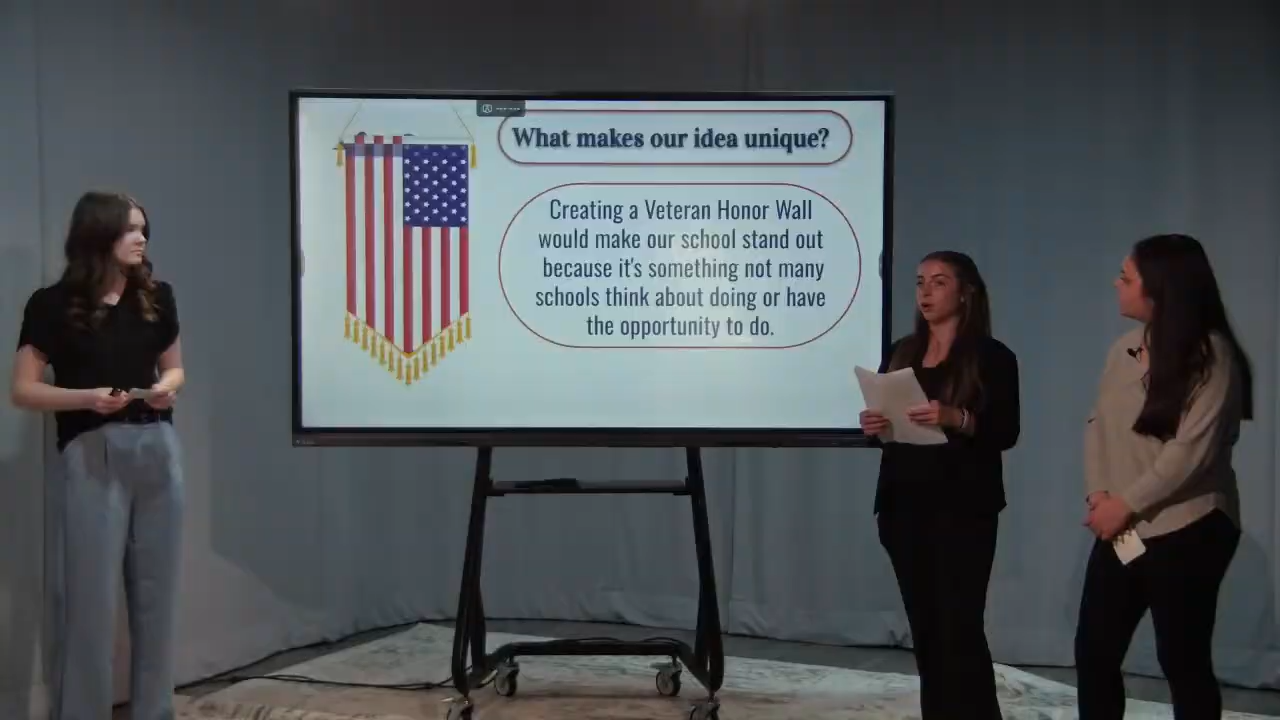 What makes our idea unique?
Creating a Veteran Honor Wall
would make our school stand out
because it's something not many
schools think about doing or have
the opportunity to do.